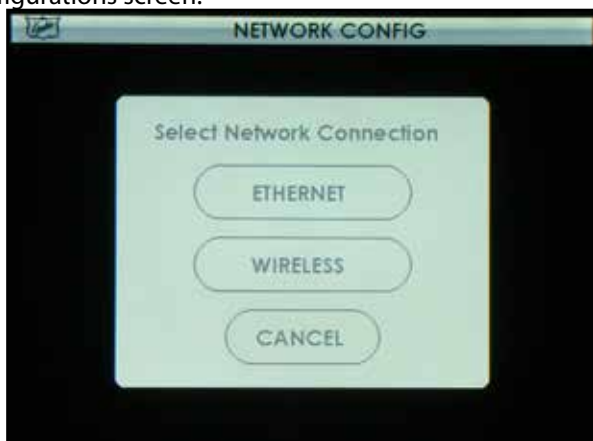 NETWORK CONFIG
Select Network Connection
ETHERNET
WIRELESS
CANCEL